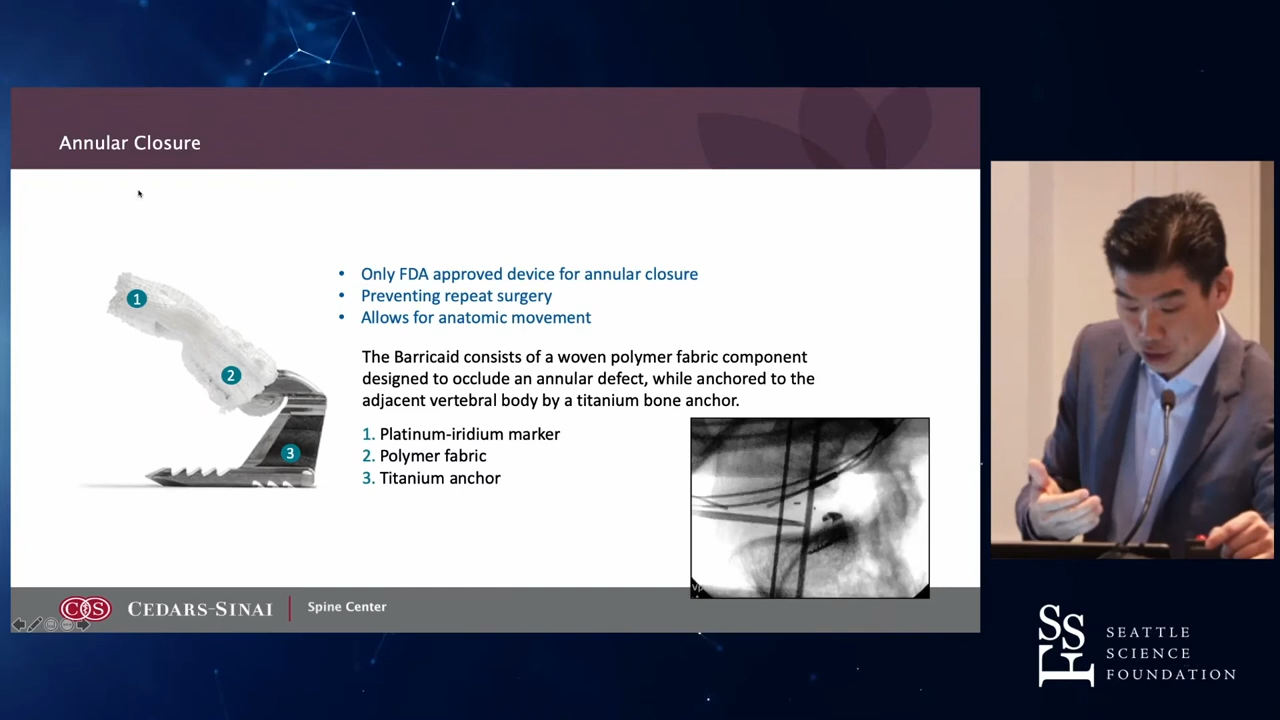 Annular Closure
1
2
3
• Only FDA approved device for annular closure
• Preventing repeat surgery
• Allows for anatomic movement
The Barricaid consists of a woven polymer fabric component
designed to occlude an annular defect, while anchored to the
adjacent vertebral body by a titanium bone anchor.
1. Platinum-iridium marker
2. Polymer fabric
3. Titanium anchor
CEDARS-SINAI
Spine Center
SSF
SEATTLE
SCIENCE
FOUNDATION